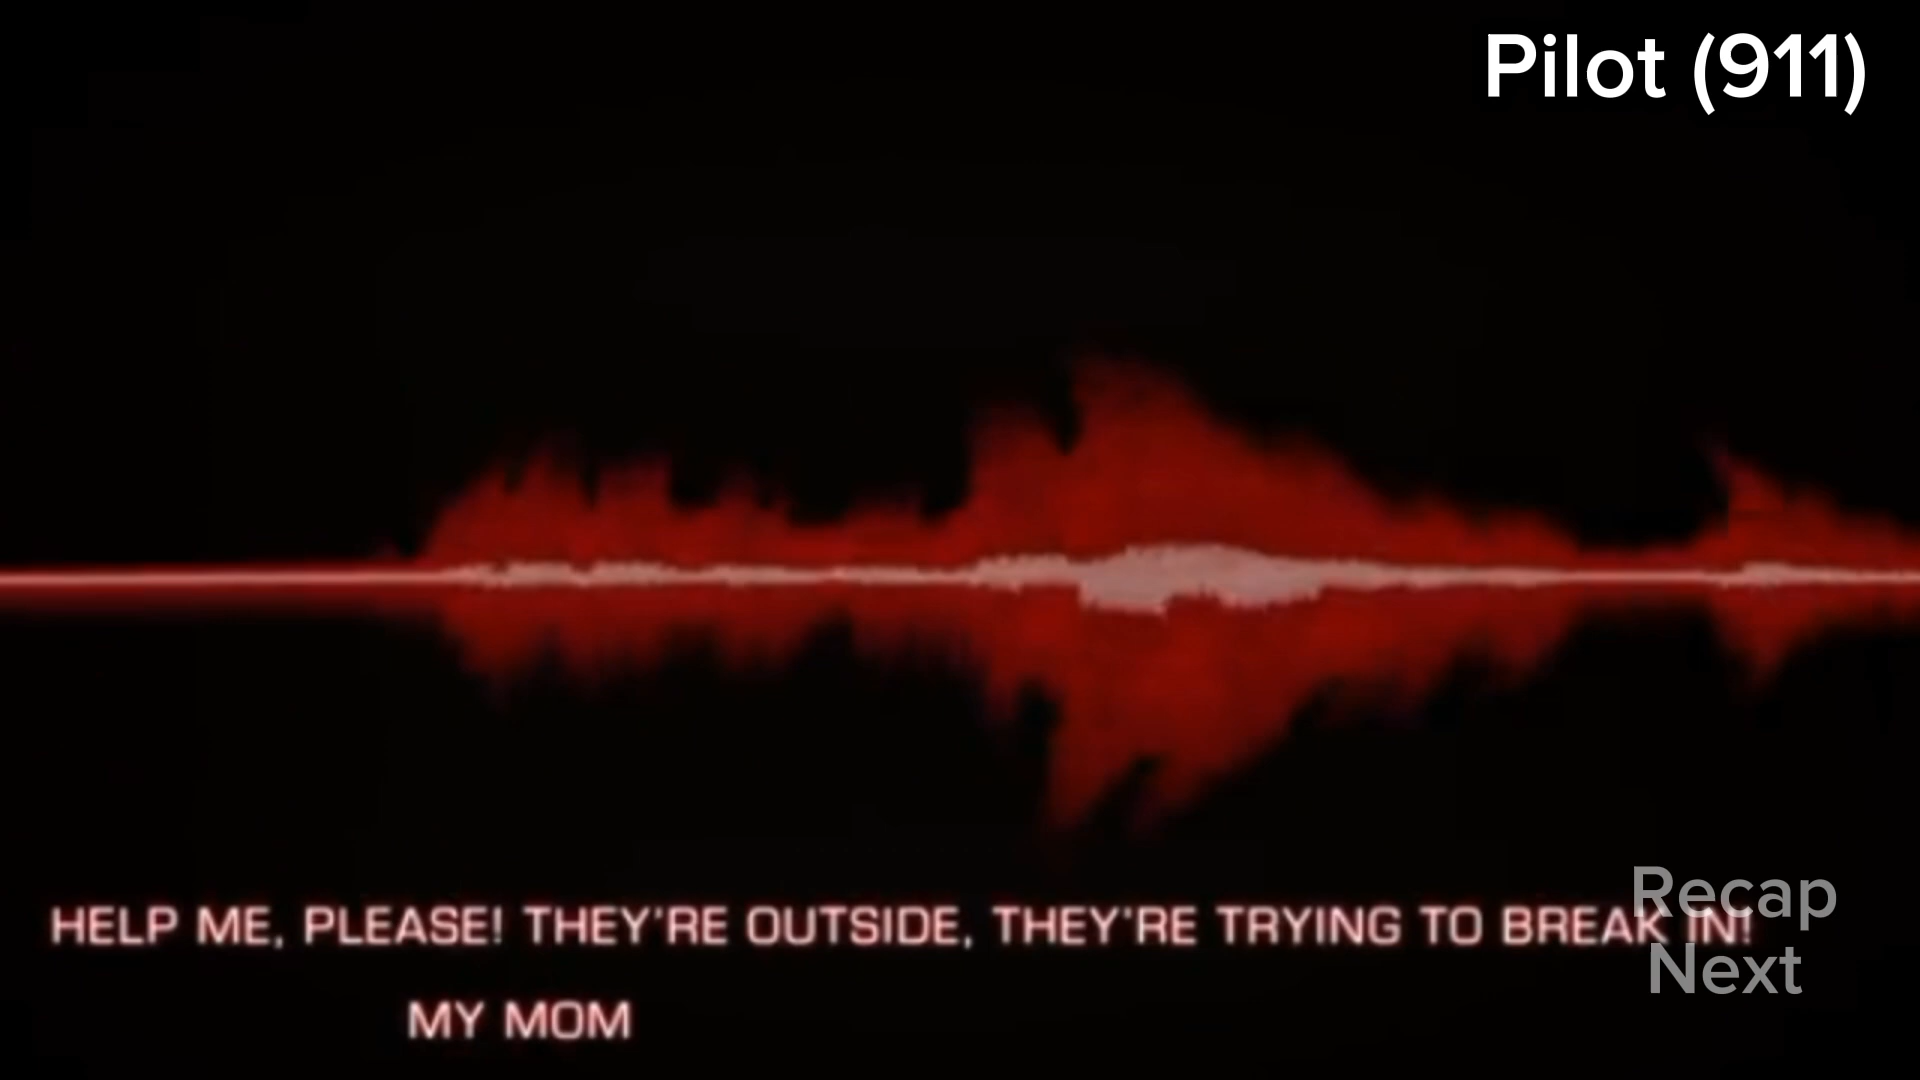 Pilot (911)
HELP ME, PLEASE! THEY'RE OUTSIDE, THEY'RE TRYING TO BREAK IN!
MY MOM
Recap
Next